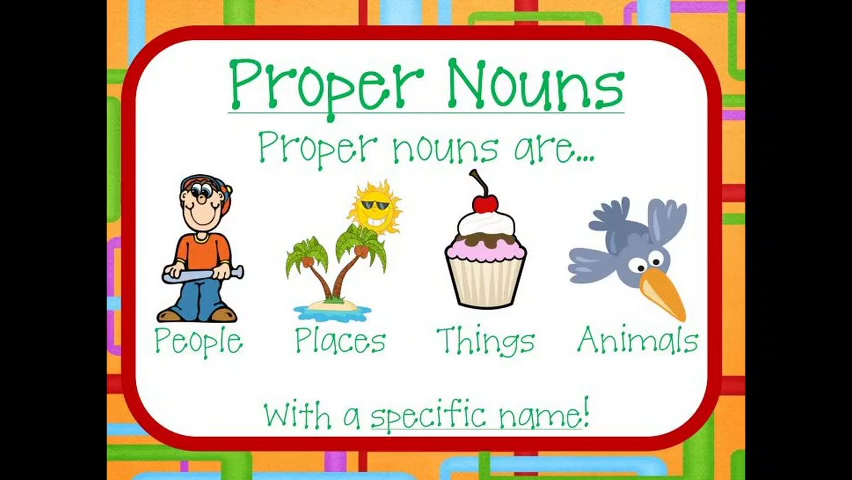 Proper Nouns
Proper nouns are...
People Places Things Animals
With a specific name!